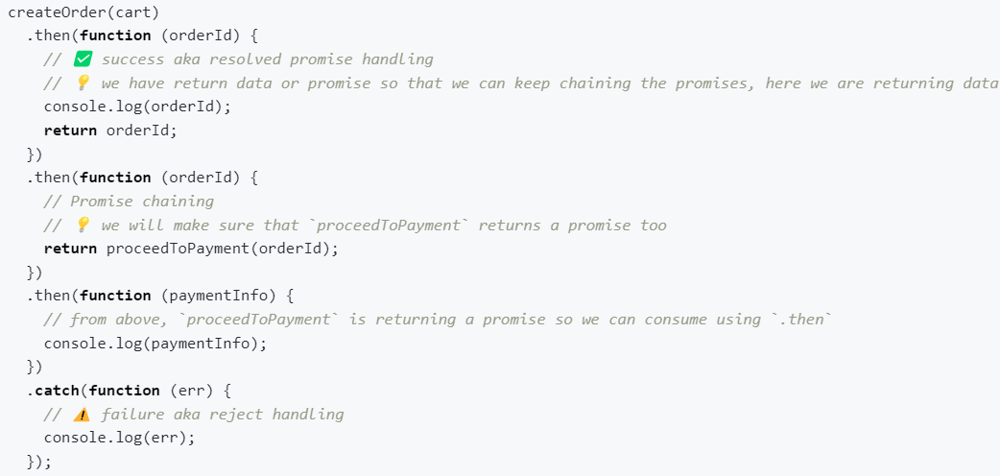 createOrder(cart)
  .then(function (orderId) {
    // ✅ success aka resolved promise handling
    // 💡 we have return data or promise so that we can keep chaining the promises, here we are returning data
    console.log(orderId);
    return orderId;
  })
  .then(function (orderId) {
    // Promise chaining
    // 💡 we will make sure that `proceedToPayment` returns a promise too
    return proceedToPayment(orderId);
  })
  .then(function (paymentInfo) {
    // from above, `proceedToPayment` is returning a promise so we can consume using `.then`
    console.log(paymentInfo);
  })
  .catch(function (err) {
    // ⚠️ failure aka reject handling
    console.log(err);
  });